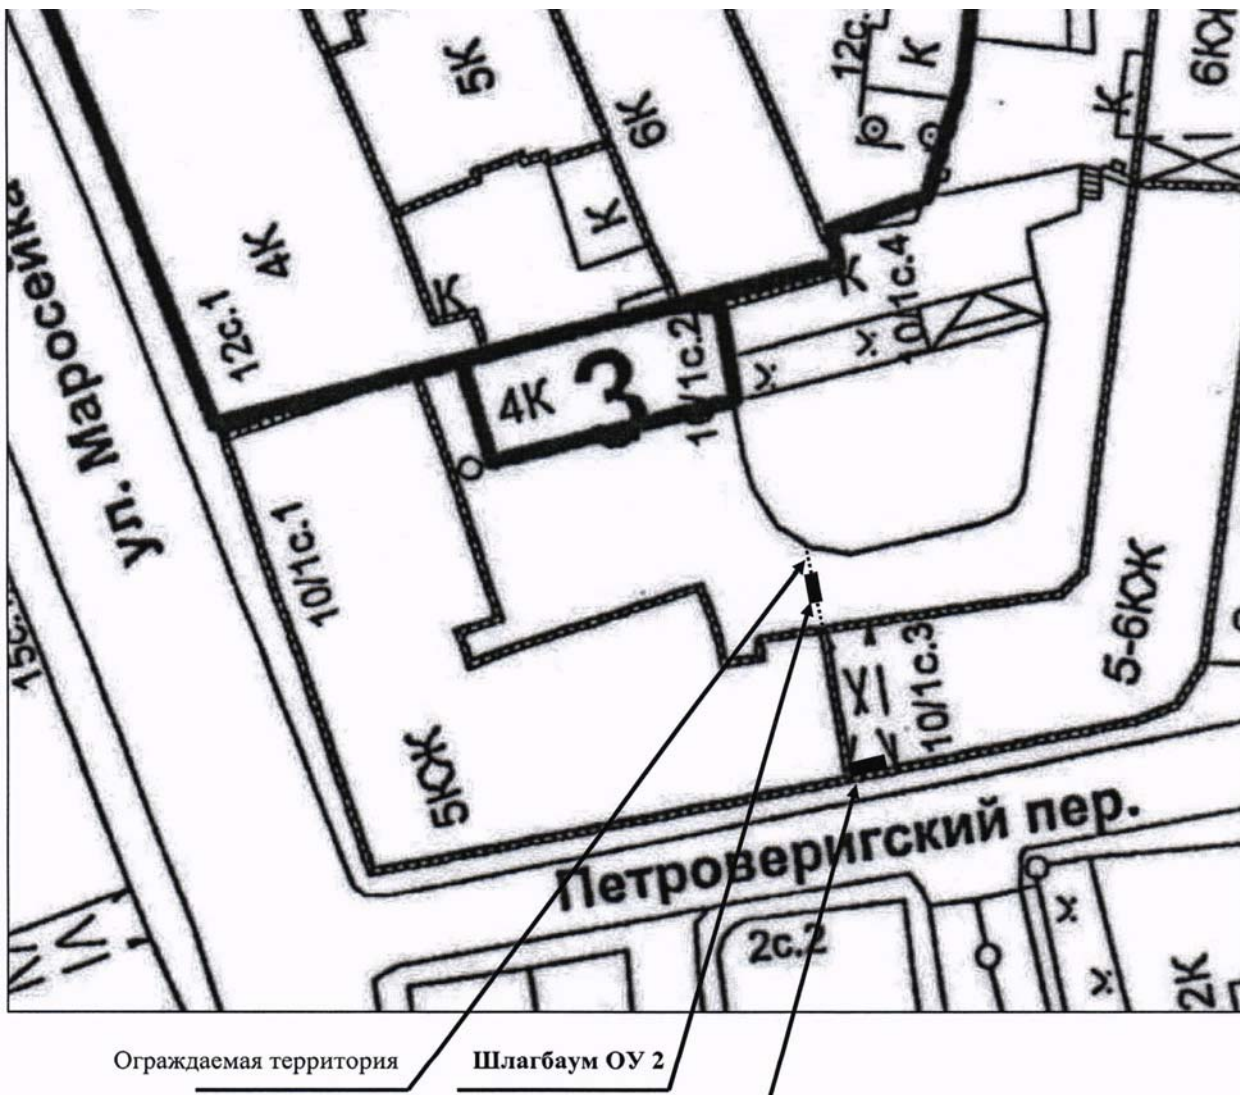 5К
6К
12с.
К
6КЖ
К
К
4К
12с.1
К
ул. Маросейка
К
10/1с.4
4К
3
10/1с.2
10/1с.1
15с.
5КЖ
10/1с.3
5-6КЖ
Петроверигский пер.
2с.2
2К
Ограждаемая территория
Шлагбаум ОУ 2